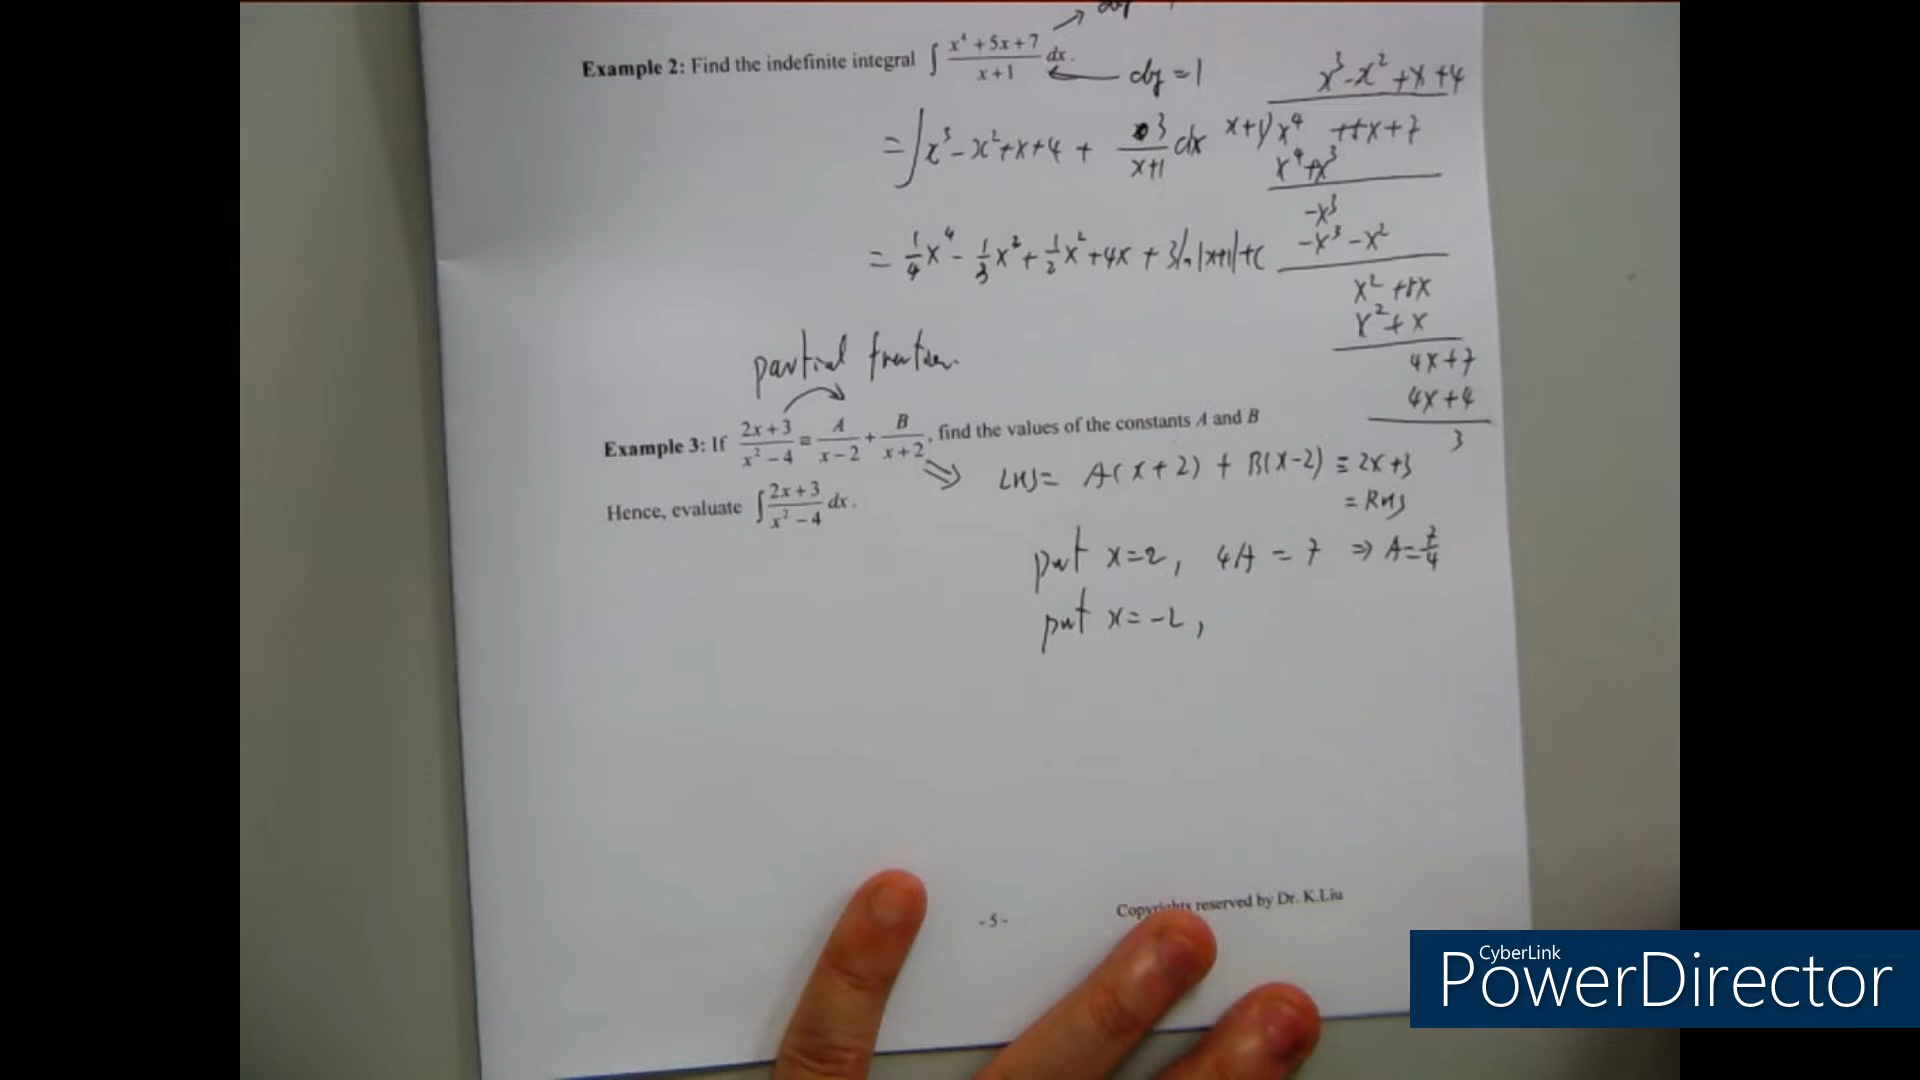 Example 2: Find the indefinite integral ∫ (x⁴ + 5x + 7)/(x + 1) dx.
dg = 1
= ∫ x³ - x² + x + 4 + 3/(x+1) dx
= 1/4 x⁴ - 1/3 x² + 1/2 x² + 4x + 3 ln |x+1| + C
x³ - x² + x + 4
x+1) x⁴ + 5x + 7
x⁴ + x³
-x³
-x³ - x²
x² + 5x
x² + x
4x + 7
4x + 4
3
partial fraction.
Example 3: If (2x + 3)/(x² - 4) ≡ A/(x - 2) + B/(x + 2), find the values of the constants A and B
⇒ LHS = A(x+2) + B(x-2) ≡ 2x+3
= RHS
Hence, evaluate ∫ (2x + 3)/(x² - 4) dx.
put x = 2, 4A = 7 ⇒ A = 7/4
put x = -2,
- 5 -
Copyrights reserved by Dr. K.Liu
CyberLink
PowerDirector